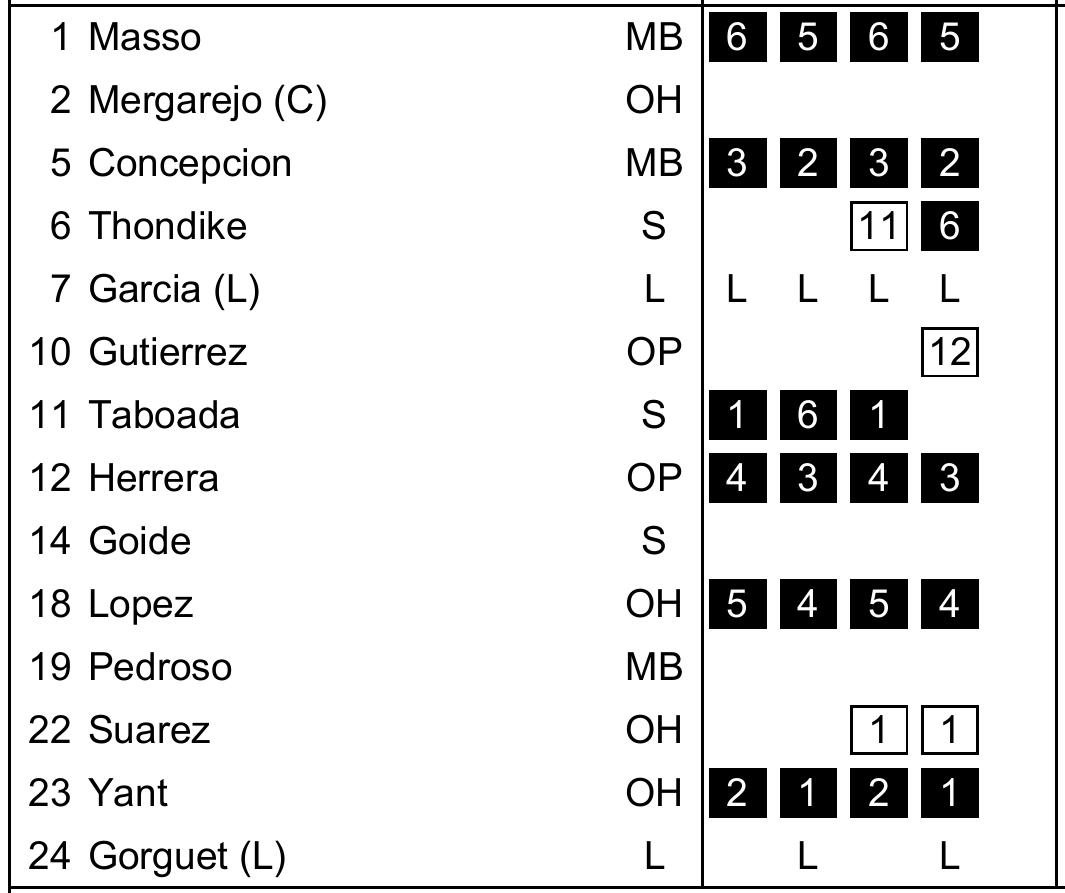 1 Masso MB 6 5 6 5
2 Mergarejo (C) OH
5 Concepcion MB 3 2 3 2
6 Thondike S 11 6
7 Garcia (L) L L L L L
10 Gutierrez OP 12
11 Taboada S 1 6 1
12 Herrera OP 4 3 4 3
14 Goide S
18 Lopez OH 5 4 5 4
19 Pedroso MB
22 Suarez OH 1 1
23 Yant OH 2 1 2 1
24 Gorguet (L) L L L